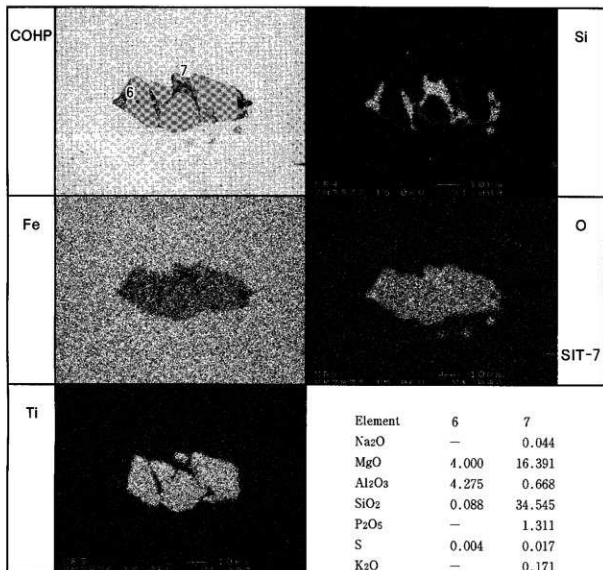 COHP
Si
7
6
Fe
O
SIT-7
Ti
Element 6 7
Na2O — 0.044
MgO 4.000 16.391
Al2O3 4.275 0.668
SiO2 0.088 34.545
P2O5 — 1.311
S 0.004 0.017
K2O — 0.171